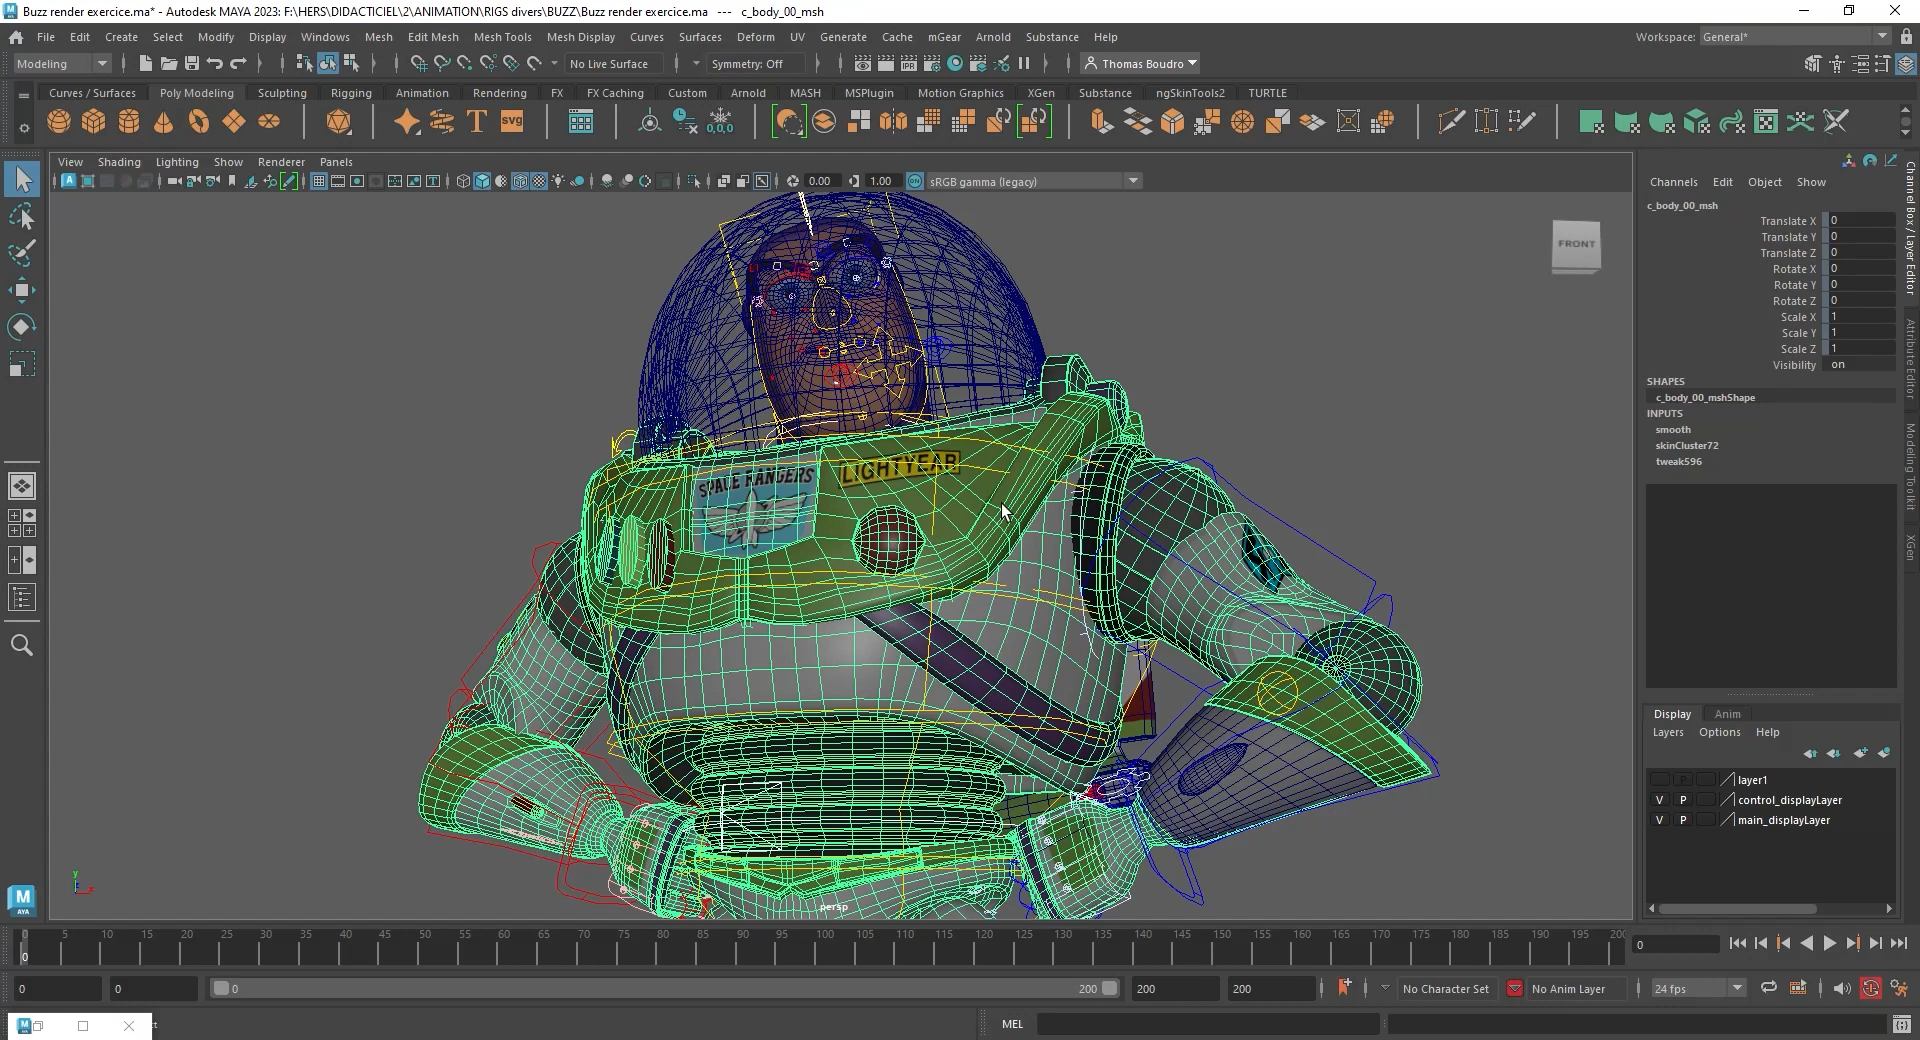 Buzz render exercice.ma* - Autodesk MAYA 2023: F:\HERS\DIDACTICIEL\2\ANIMATION\RIGS divers\BUZZ\Buzz render exercice.ma --- c_body_00_msh
File Edit Create Select Modify Display Windows Mesh Edit Mesh Mesh Tools Mesh Display Curves Surfaces Deform UV Generate Cache mGear Arnold Substance Help Workspace: General*
Modeling No Live Surface Symmetry: Off Thomas Boudro
Curves / Surfaces Poly Modeling Sculpting Rigging Animation Rendering FX FX Caching Custom Arnold MASH MSPlugin Motion Graphics XGen Substance ngSkinTools2 TURTLE
T svg 0,0,0
View Shading Lighting Show Renderer Panels
0.00 1.00 ON sRGB gamma (legacy)
SPACE RANGERS
LIGHTYEAR
FRONT
persp
y
x
Channels Edit Object Show
c_body_00_msh
Translate X 0
Translate Y 0
Translate Z 0
Rotate X 0
Rotate Y 0
Rotate Z 0
Scale X 1
Scale Y 1
Scale Z 1
Visibility on
SHAPES
c_body_00_mshShape
INPUTS
smooth
skinCluster72
tweak596
Display Anim
Layers Options Help
P layer1
V P control_displayLayer
V P main_displayLayer
Channel Box / Layer Editor
Attribute Editor
Modeling Toolkit
XGen
M
AYA
0 5 10 15 20 25 30 35 40 45 50 55 60 65 70 75 80 85 90 95 100 105 110 115 120 125 130 135 140 145 150 155 160 165 170 175 180 185 190 195 200
0 0
0 0 0 200 200 200 No Character Set No Anim Layer 24 fps
MEL